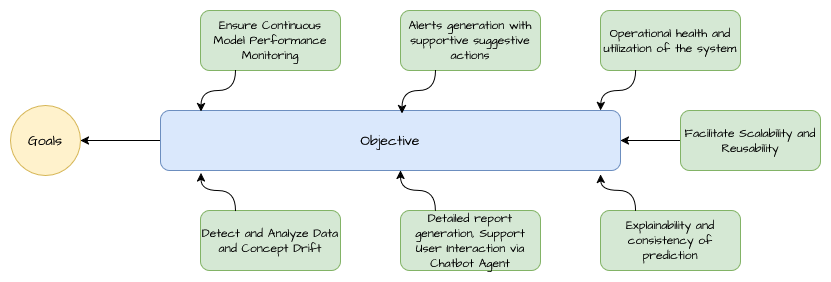 Ensure Continuous
Model Performance
Monitoring
Alerts generation with
supportive suggestive
actions
Operational health and
utilization of the system
Goals
Objective
Facilitate Scalability and
Reusability
Detect and Analyze Data
and Concept Drift
Detailed report
generation, Support
User Interaction via
Chatbot Agent
Explainability and
consistency of
prediction